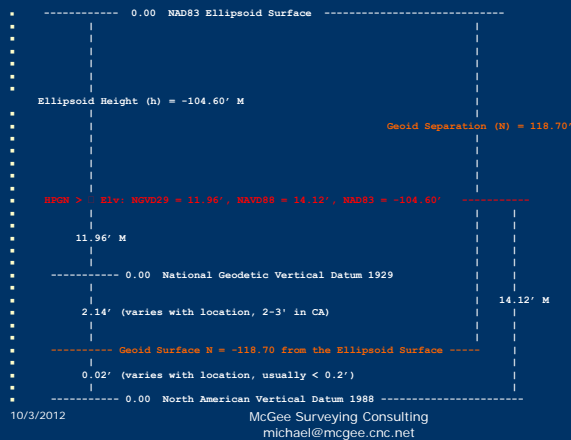 ------------ 0.00 NAD83 Ellipsoid Surface -----------------------------
Ellipsoid Height (h) = -104.60’ M
Geoid Separation (N) = 118.70’
HPGN > Elv: NGVD29 = 11.96’, NAVD88 = 14.12’, NAD83 = -104.60’ -----------
11.96’ M
----------- 0.00 National Geodetic Vertical Datum 1929
14.12’ M
2.14’ (varies with location, 2-3' in CA)
---------- Geoid Surface N = -118.70 from the Ellipsoid Surface -----
0.02’ (varies with location, usually < 0.2’)
----------- 0.00 North American Vertical Datum 1988 -----------------------
10/3/2012
McGee Surveying Consulting
michael@mcgee.cnc.net